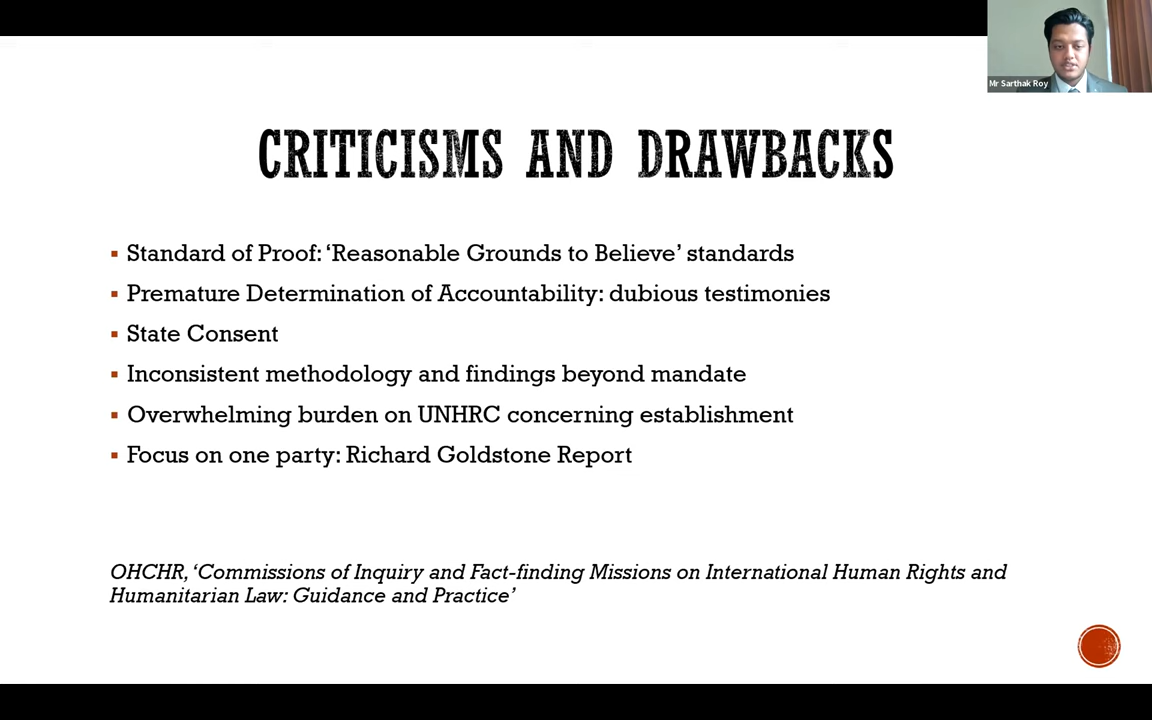 Mr Sarthak Roy
CRITICISMS AND DRAWBACKS
▪ Standard of Proof: ‘Reasonable Grounds to Believe’ standards
▪ Premature Determination of Accountability: dubious testimonies
▪ State Consent
▪ Inconsistent methodology and findings beyond mandate
▪ Overwhelming burden on UNHRC concerning establishment
▪ Focus on one party: Richard Goldstone Report
OHCHR, ‘Commissions of Inquiry and Fact-finding Missions on International Human Rights and
Humanitarian Law: Guidance and Practice’